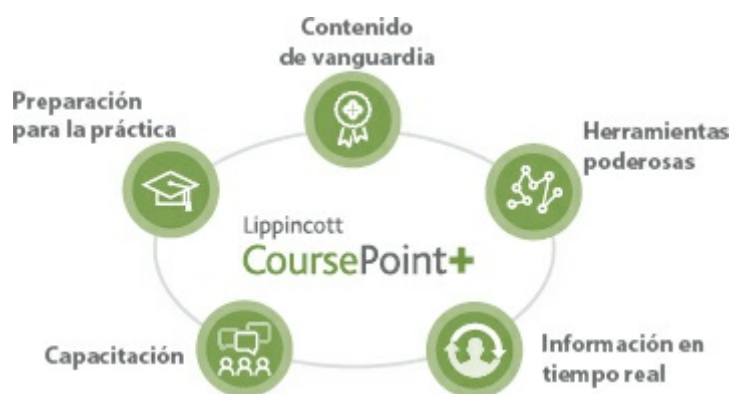 Contenido
de vanguardia
Preparación
para la práctica
Herramientas
poderosas
Lippincott
CoursePoint+
Capacitación
Información en
tiempo real